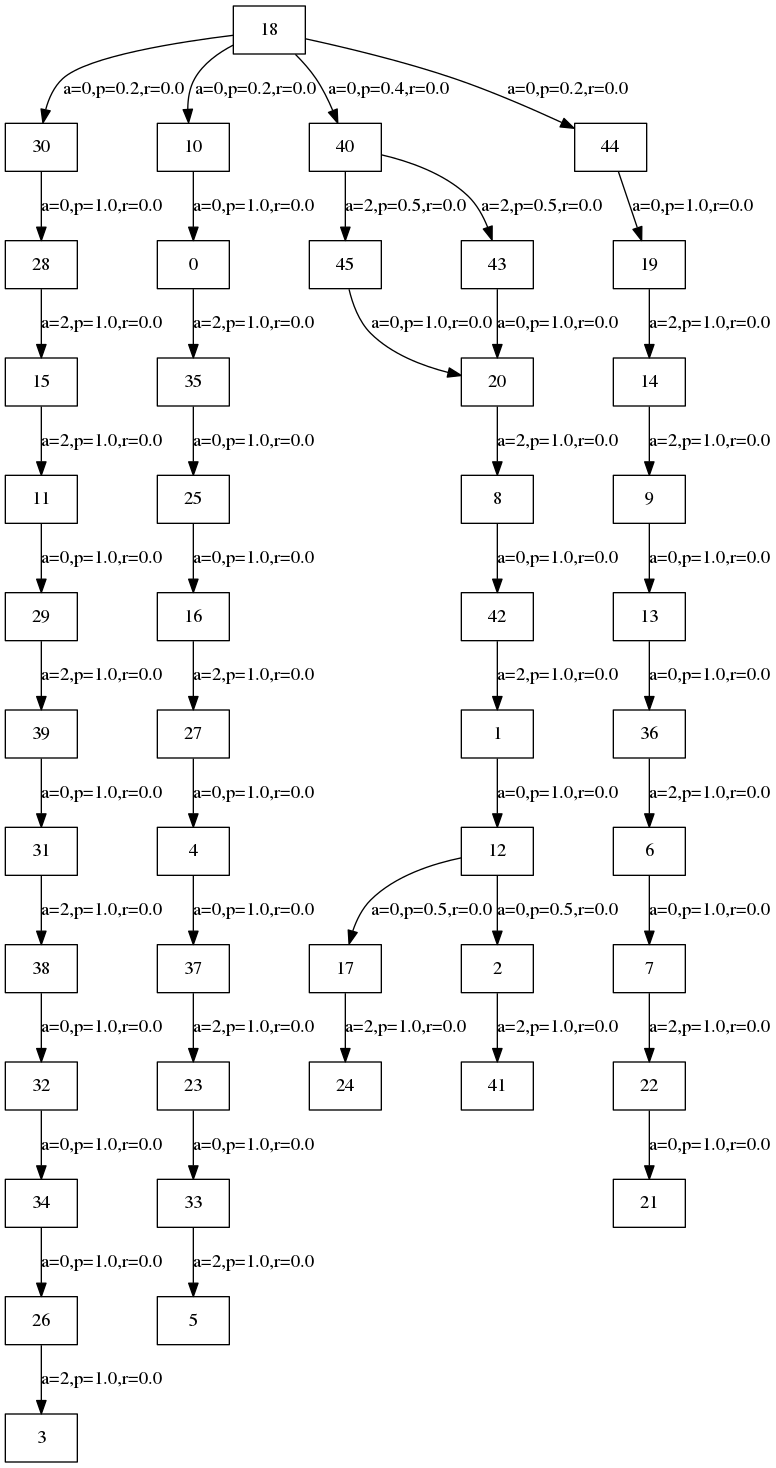 18
a=0,p=0.2,r=0.0 a=0,p=0.2,r=0.0 a=0,p=0.4,r=0.0 a=0,p=0.2,r=0.0
30 10 40 44
a=0,p=1.0,r=0.0 a=0,p=1.0,r=0.0 a=2,p=0.5,r=0.0 a=2,p=0.5,r=0.0 a=0,p=1.0,r=0.0
28 0 45 43 19
a=2,p=1.0,r=0.0 a=2,p=1.0,r=0.0 a=0,p=1.0,r=0.0 a=0,p=1.0,r=0.0 a=2,p=1.0,r=0.0
15 35 20 14
a=2,p=1.0,r=0.0 a=0,p=1.0,r=0.0 a=2,p=1.0,r=0.0 a=2,p=1.0,r=0.0
11 25 8 9
a=0,p=1.0,r=0.0 a=0,p=1.0,r=0.0 a=0,p=1.0,r=0.0 a=0,p=1.0,r=0.0
29 16 42 13
a=2,p=1.0,r=0.0 a=2,p=1.0,r=0.0 a=2,p=1.0,r=0.0 a=0,p=1.0,r=0.0
39 27 1 36
a=0,p=1.0,r=0.0 a=0,p=1.0,r=0.0 a=0,p=1.0,r=0.0 a=2,p=1.0,r=0.0
31 4 12 6
a=2,p=1.0,r=0.0 a=0,p=1.0,r=0.0 a=0,p=0.5,r=0.0 a=0,p=0.5,r=0.0 a=0,p=1.0,r=0.0
38 37 17 2 7
a=0,p=1.0,r=0.0 a=2,p=1.0,r=0.0 a=2,p=1.0,r=0.0 a=2,p=1.0,r=0.0 a=2,p=1.0,r=0.0
32 23 24 41 22
a=0,p=1.0,r=0.0 a=0,p=1.0,r=0.0 a=0,p=1.0,r=0.0
34 33 21
a=0,p=1.0,r=0.0 a=2,p=1.0,r=0.0
26 5
a=2,p=1.0,r=0.0
3